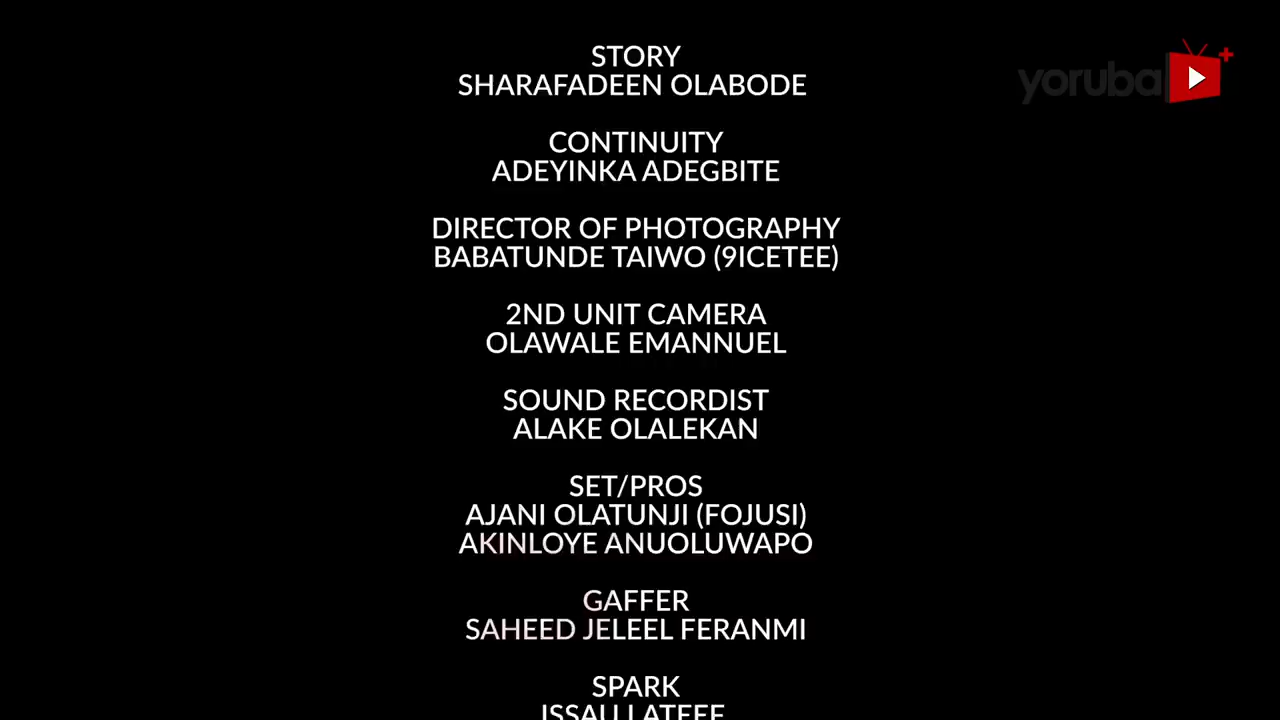 STORY
SHARAFADEEN OLABODE
yoruba
CONTINUITY
ADEYINKA ADEGBITE
DIRECTOR OF PHOTOGRAPHY
BABATUNDE TAIWO (9ICETEE)
2ND UNIT CAMERA
OLAWALE EMANNUEL
SOUND RECORDIST
ALAKE OLALEKAN
SET/PROS
AJANI OLATUNJI (FOJUSI)
AKINLOYE ANUOLUWAPO
GAFFER
SAHEED JELEEL FERANMI
SPARK